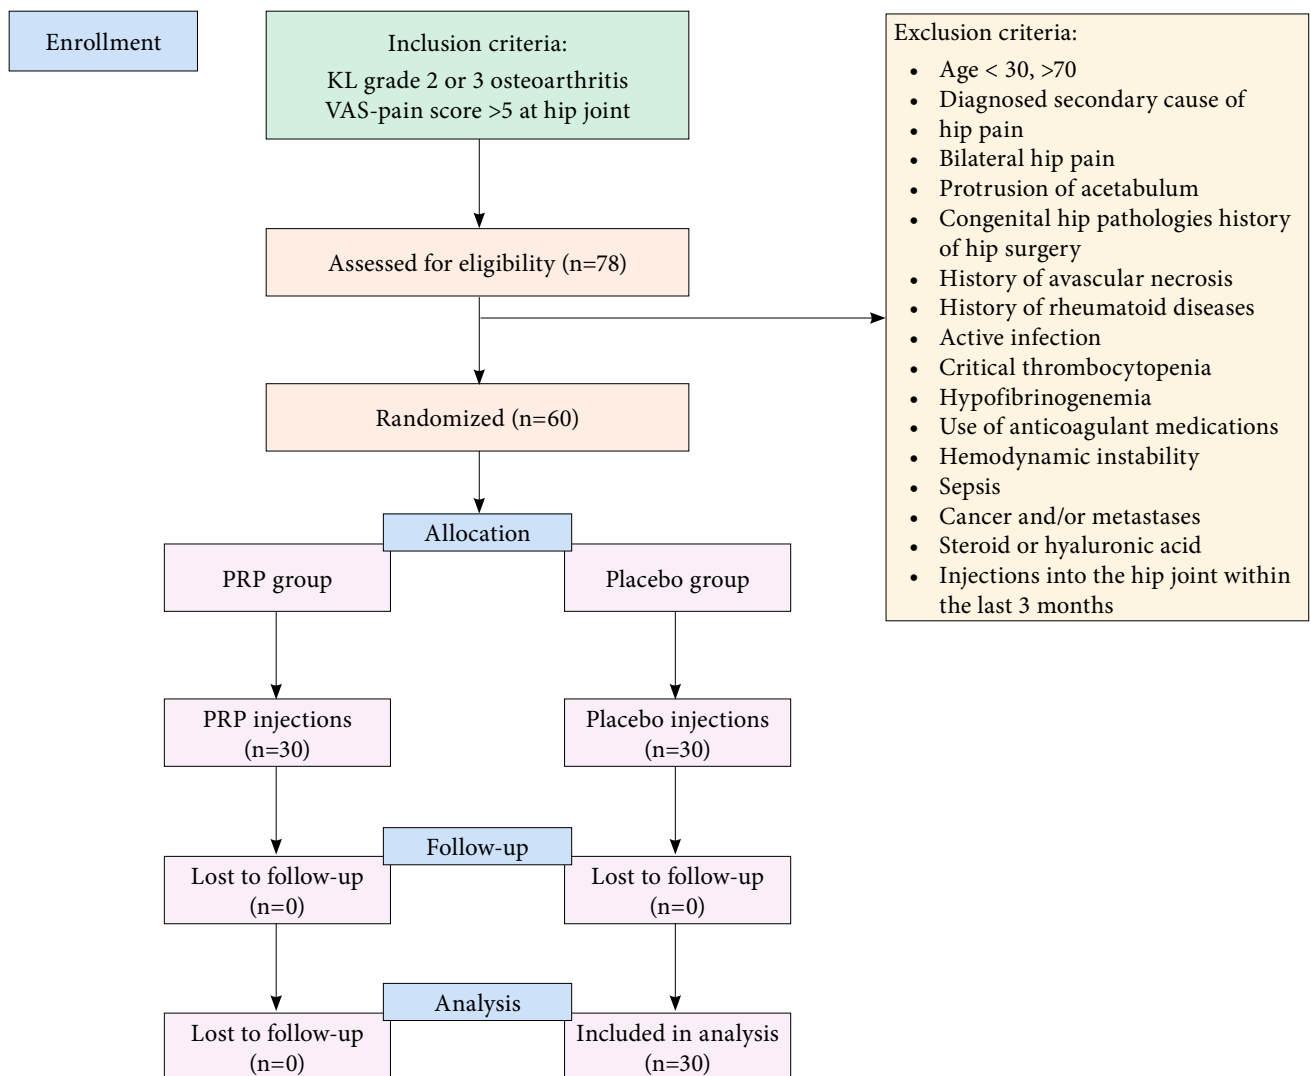 Enrollment
Inclusion criteria:
KL grade 2 or 3 osteoarthritis
VAS-pain score >5 at hip joint
Exclusion criteria:
• Age < 30, >70
• Diagnosed secondary cause of
• hip pain
• Bilateral hip pain
• Protrusion of acetabulum
• Congenital hip pathologies history
of hip surgery
• History of avascular necrosis
• History of rheumatoid diseases
• Active infection
• Critical thrombocytopenia
• Hypofibrinogenemia
• Use of anticoagulant medications
• Hemodynamic instability
• Sepsis
• Cancer and/or metastases
• Steroid or hyaluronic acid
• Injections into the hip joint within
the last 3 months
Assessed for eligibility (n=78)
Randomized (n=60)
Allocation
PRP group
Placebo group
PRP injections
(n=30)
Placebo injections
(n=30)
Follow-up
Lost to follow-up
(n=0)
Lost to follow-up
(n=0)
Analysis
Lost to follow-up
(n=0)
Included in analysis
(n=30)